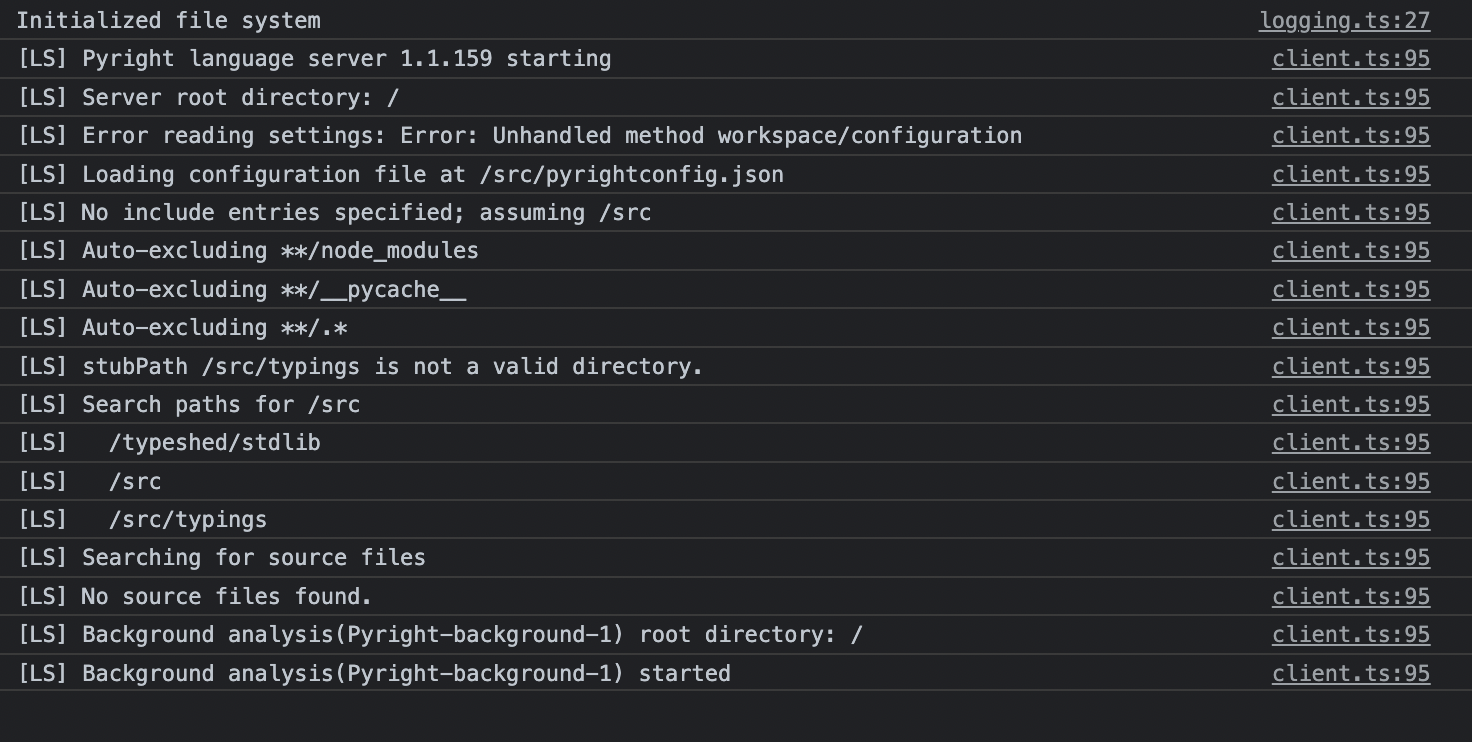 Initialized file system logging.ts:27
[LS] Pyright language server 1.1.159 starting client.ts:95
[LS] Server root directory: / client.ts:95
[LS] Error reading settings: Error: Unhandled method workspace/configuration client.ts:95
[LS] Loading configuration file at /src/pyrightconfig.json client.ts:95
[LS] No include entries specified; assuming /src client.ts:95
[LS] Auto-excluding **/node_modules client.ts:95
[LS] Auto-excluding **/__pycache__ client.ts:95
[LS] Auto-excluding **/.* client.ts:95
[LS] stubPath /src/typings is not a valid directory. client.ts:95
[LS] Search paths for /src client.ts:95
[LS]   /typeshed/stdlib client.ts:95
[LS]   /src client.ts:95
[LS]   /src/typings client.ts:95
[LS] Searching for source files client.ts:95
[LS] No source files found. client.ts:95
[LS] Background analysis(Pyright-background-1) root directory: / client.ts:95
[LS] Background analysis(Pyright-background-1) started client.ts:95